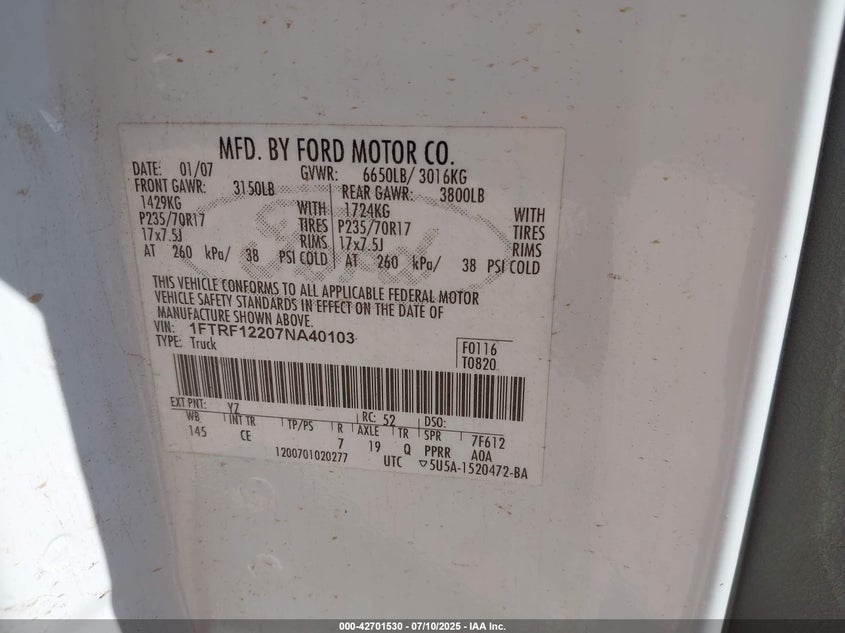 MFD. BY FORD MOTOR CO.
DATE: 01/07 GVWR: 6650LB/ 3016KG
FRONT GAWR: 3150LB REAR GAWR: 3800LB
1429KG WITH 1724KG WITH
P235/70R17 TIRES P235/70R17 TIRES
17x7.5J RIMS 17x7.5J RIMS
AT 260 kPa/ 38 PSI COLD AT 260 kPa/ 38 PSI COLD
Ford
THIS VEHICLE CONFORMS TO ALL APPLICABLE FEDERAL MOTOR
VEHICLE SAFETY STANDARDS IN EFFECT ON THE DATE OF
MANUFACTURE SHOWN ABOVE.
VIN: 1FTRF12207NA40103
TYPE: Truck
F0116
T0820
EXT PNT: YZ RC: 52 DSO:
WB INT TR TP/PS R AXLE TR SPR 7F612
145 CE 7 19 Q PPRR AOA
1200701020277 UTC ▽5U5A-1520472-BA
000-42701530 - 07/10/2025 - IAA Inc.